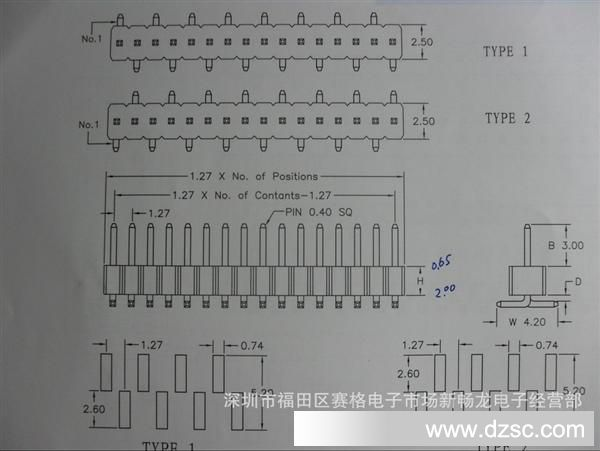 No.1
2.50
TYPE 1
No.1
2.50
TYPE 2
1.27 X No. of Positions
1.27 X No. of Contants-1.27
1.27
PIN 0.40 SQ
B 3.00
0.65
H
2.00
D
W 4.20
1.27
0.74
5.20
2.60
TYPE 1
1.27
0.74
5.20
2.60
TYPE 2
深圳市福田区赛格电子市场新畅龙电子经营部
www.dzsc.com